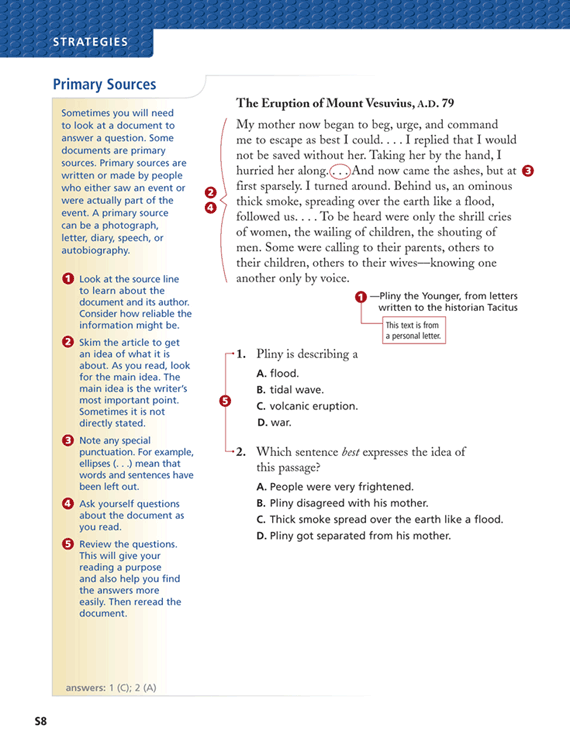 STRATEGIES
Primary Sources
Sometimes you will need
to look at a document to
answer a question. Some
documents are primary
sources. Primary sources are
written or made by people
who either saw an event or
were actually part of the
event. A primary source
can be a photograph,
letter, diary, speech, or
autobiography.
1 Look at the source line
to learn about the
document and its author.
Consider how reliable the
information might be.
2 Skim the article to get
an idea of what it is
about. As you read, look
for the main idea. The
main idea is the writer's
most important point.
Sometimes it is not
directly stated.
3 Note any special
punctuation. For example,
ellipses (. . .) mean that
words and sentences have
been left out.
4 Ask yourself questions
about the document as
you read.
5 Review the questions.
This will give your
reading a purpose
and also help you find
the answers more
easily. Then reread the
document.
answers: 1 (C); 2 (A)
The Eruption of Mount Vesuvius, A.D. 79
My mother now began to beg, urge, and command
me to escape as best I could. . . . I replied that I would
not be saved without her. Taking her by the hand, I
hurried her along. . . . And now came the ashes, but at 3
first sparsely. I turned around. Behind us, an ominous
2
thick smoke, spreading over the earth like a flood,
4
followed us. . . . To be heard were only the shrill cries
of women, the wailing of children, the shouting of
men. Some were calling to their parents, others to
their children, others to their wives—knowing one
another only by voice.
1 —Pliny the Younger, from letters
written to the historian Tacitus
This text is from
a personal letter.
1. Pliny is describing a
A. flood.
B. tidal wave.
5
C. volcanic eruption.
D. war.
2. Which sentence best expresses the idea of
this passage?
A. People were very frightened.
B. Pliny disagreed with his mother.
C. Thick smoke spread over the earth like a flood.
D. Pliny got separated from his mother.
S8